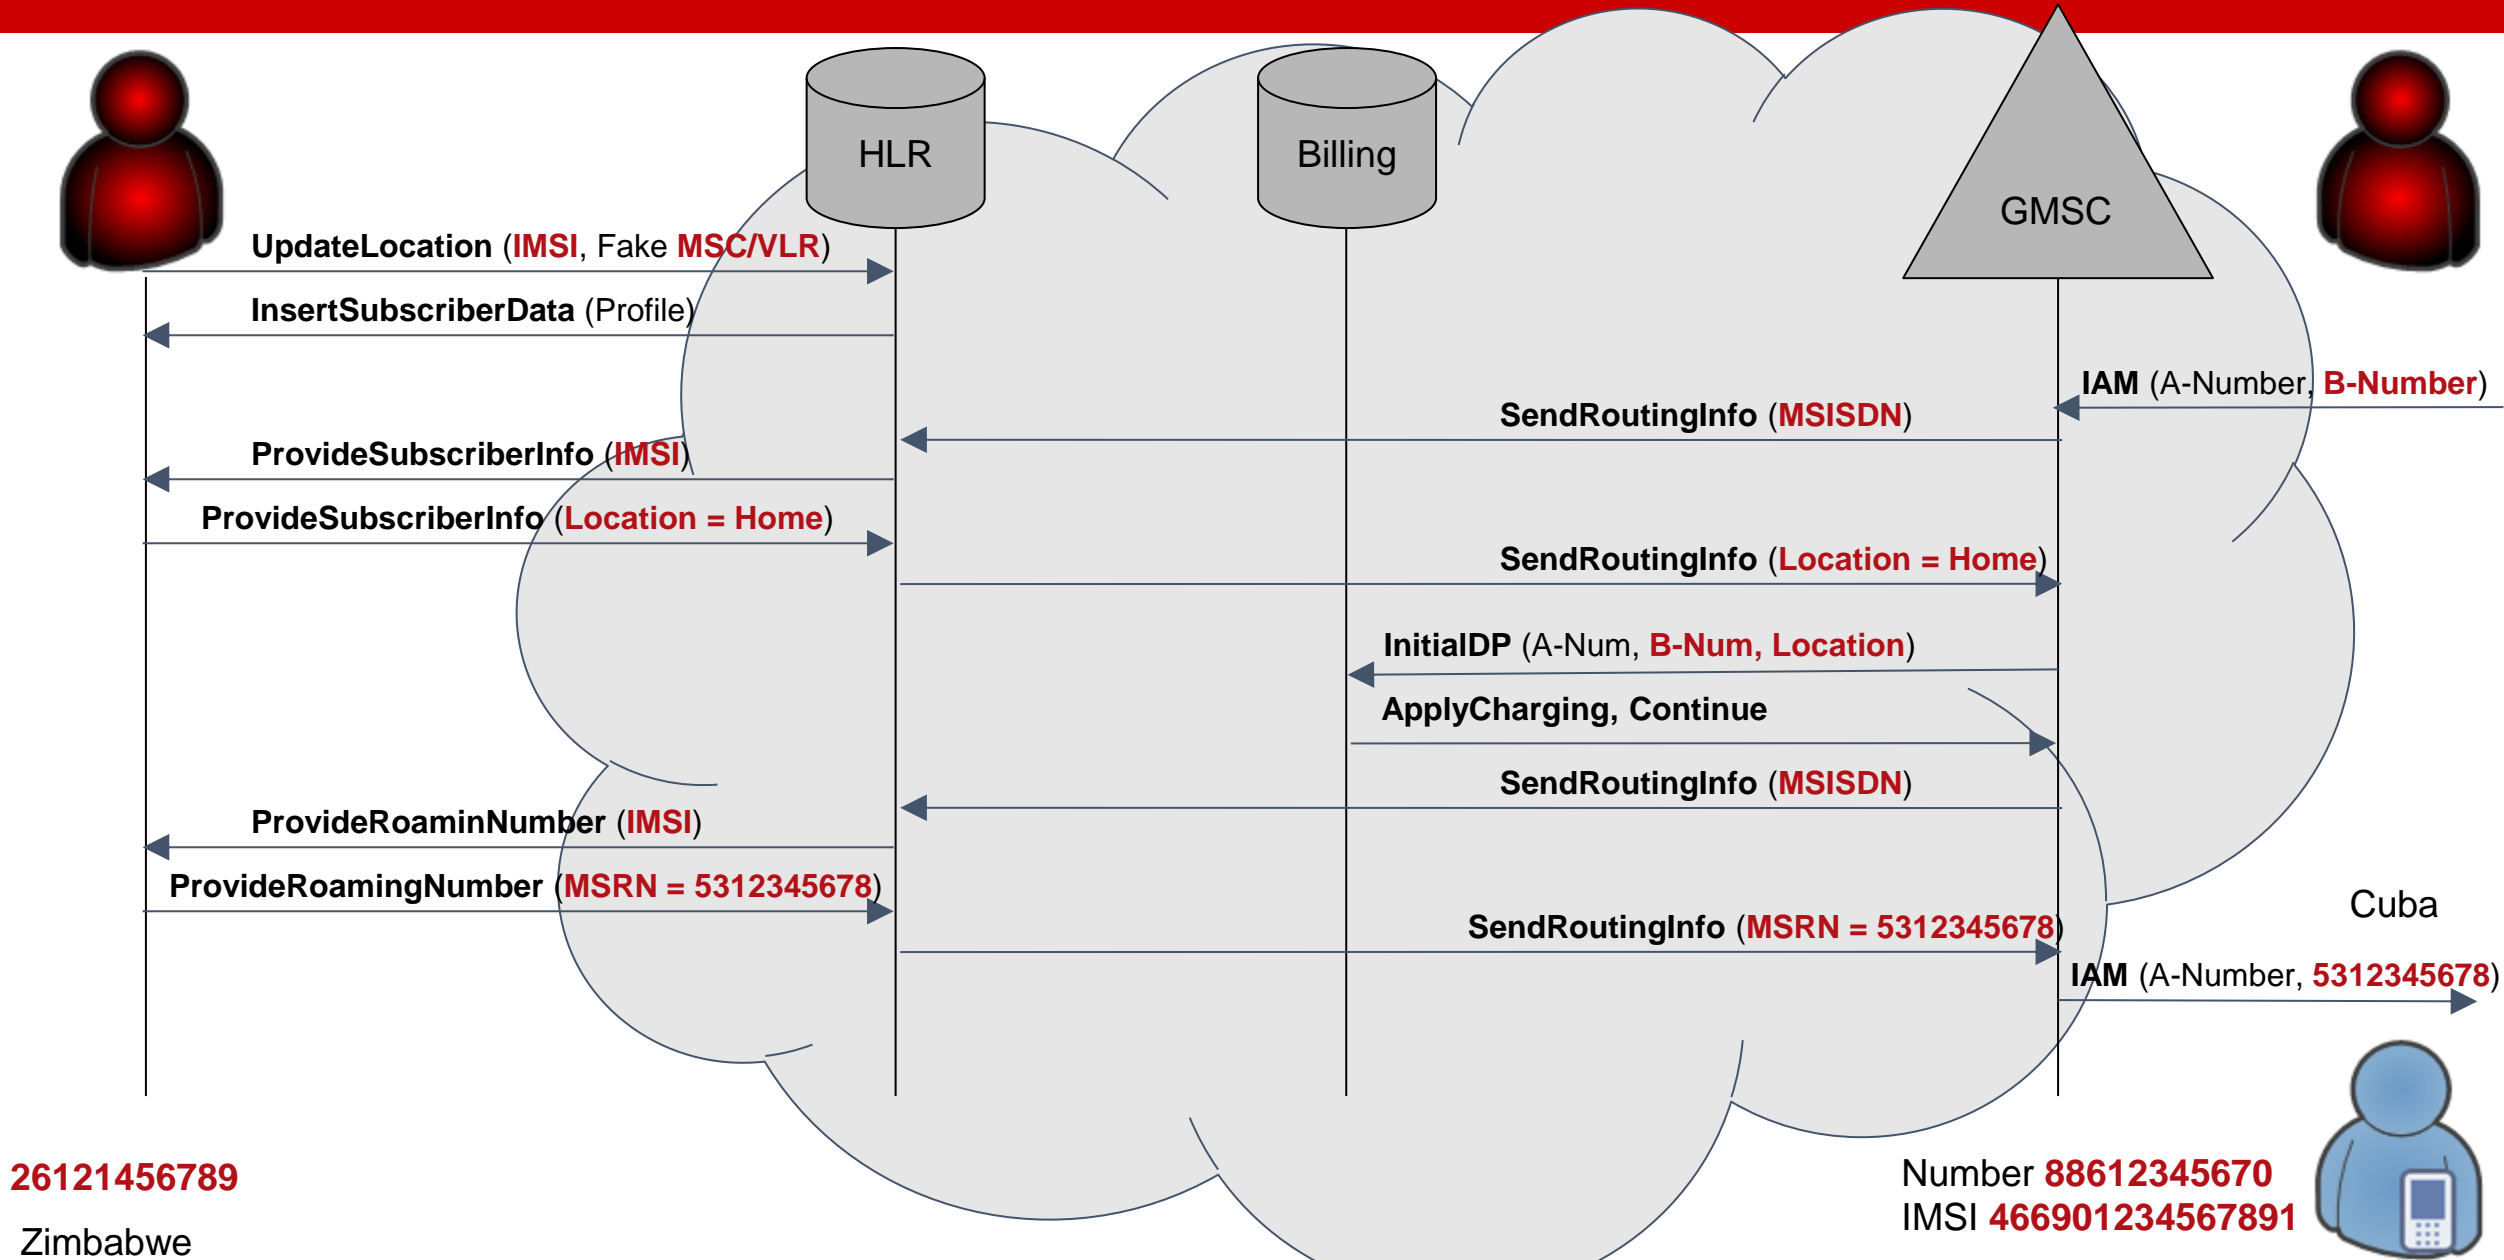 HLR
Billing
GMSC
UpdateLocation (IMSI, Fake MSC/VLR)
InsertSubscriberData (Profile)
IAM (A-Number, B-Number)
SendRoutingInfo (MSISDN)
ProvideSubscriberInfo (IMSI)
ProvideSubscriberInfo (Location = Home)
SendRoutingInfo (Location = Home)
InitialDP (A-Num, B-Num, Location)
ApplyCharging, Continue
SendRoutingInfo (MSISDN)
ProvideRoaminNumber (IMSI)
ProvideRoamingNumber (MSRN = 5312345678)
Cuba
SendRoutingInfo (MSRN = 5312345678)
IAM (A-Number, 5312345678)
26121456789
Zimbabwe
Number 88612345670
IMSI 466901234567891